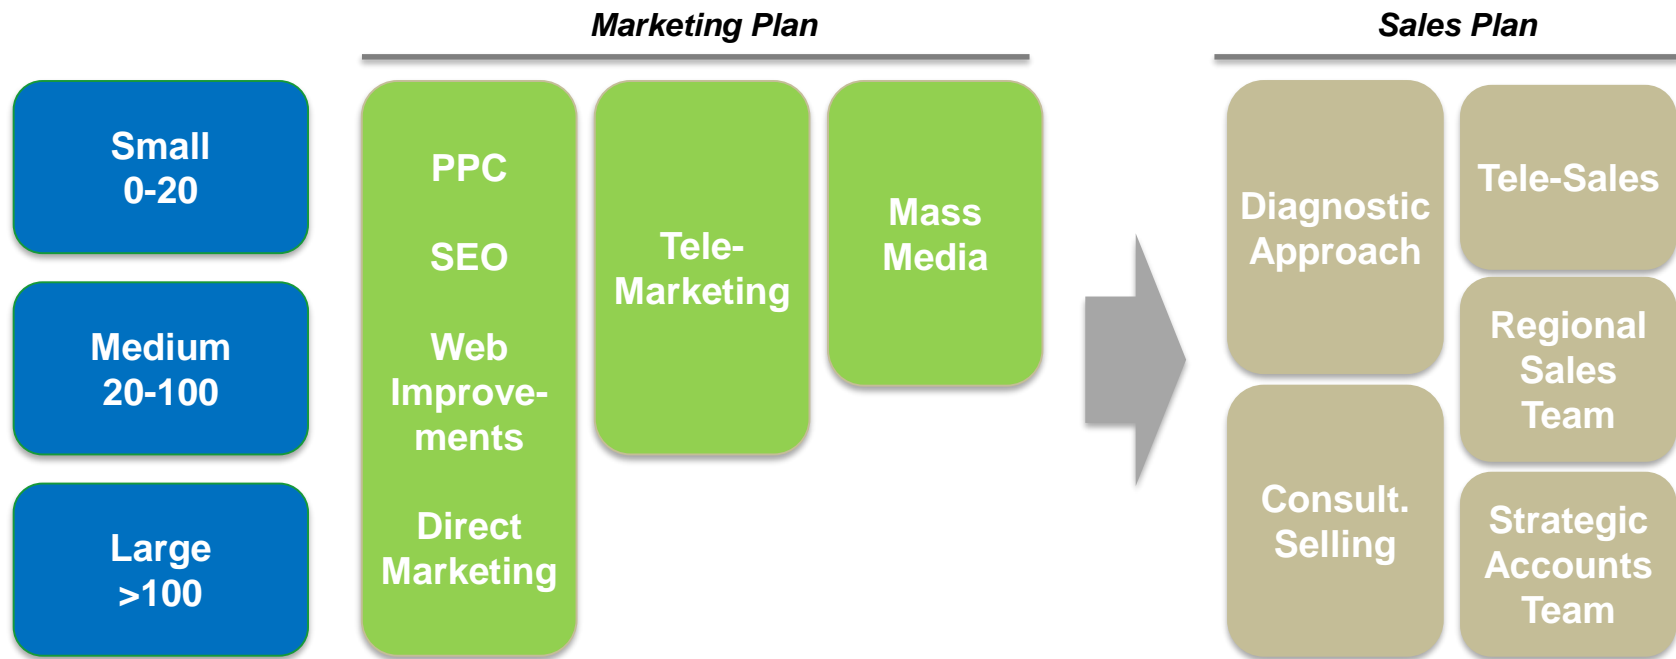 Marketing Plan
Sales Plan
Small
0-20
Medium
20-100
Large
>100
PPC
SEO
Web
Improve-
ments
Direct
Marketing
Tele-
Marketing
Mass
Media
Diagnostic
Approach
Consult.
Selling
Tele-Sales
Regional
Sales
Team
Strategic
Accounts
Team